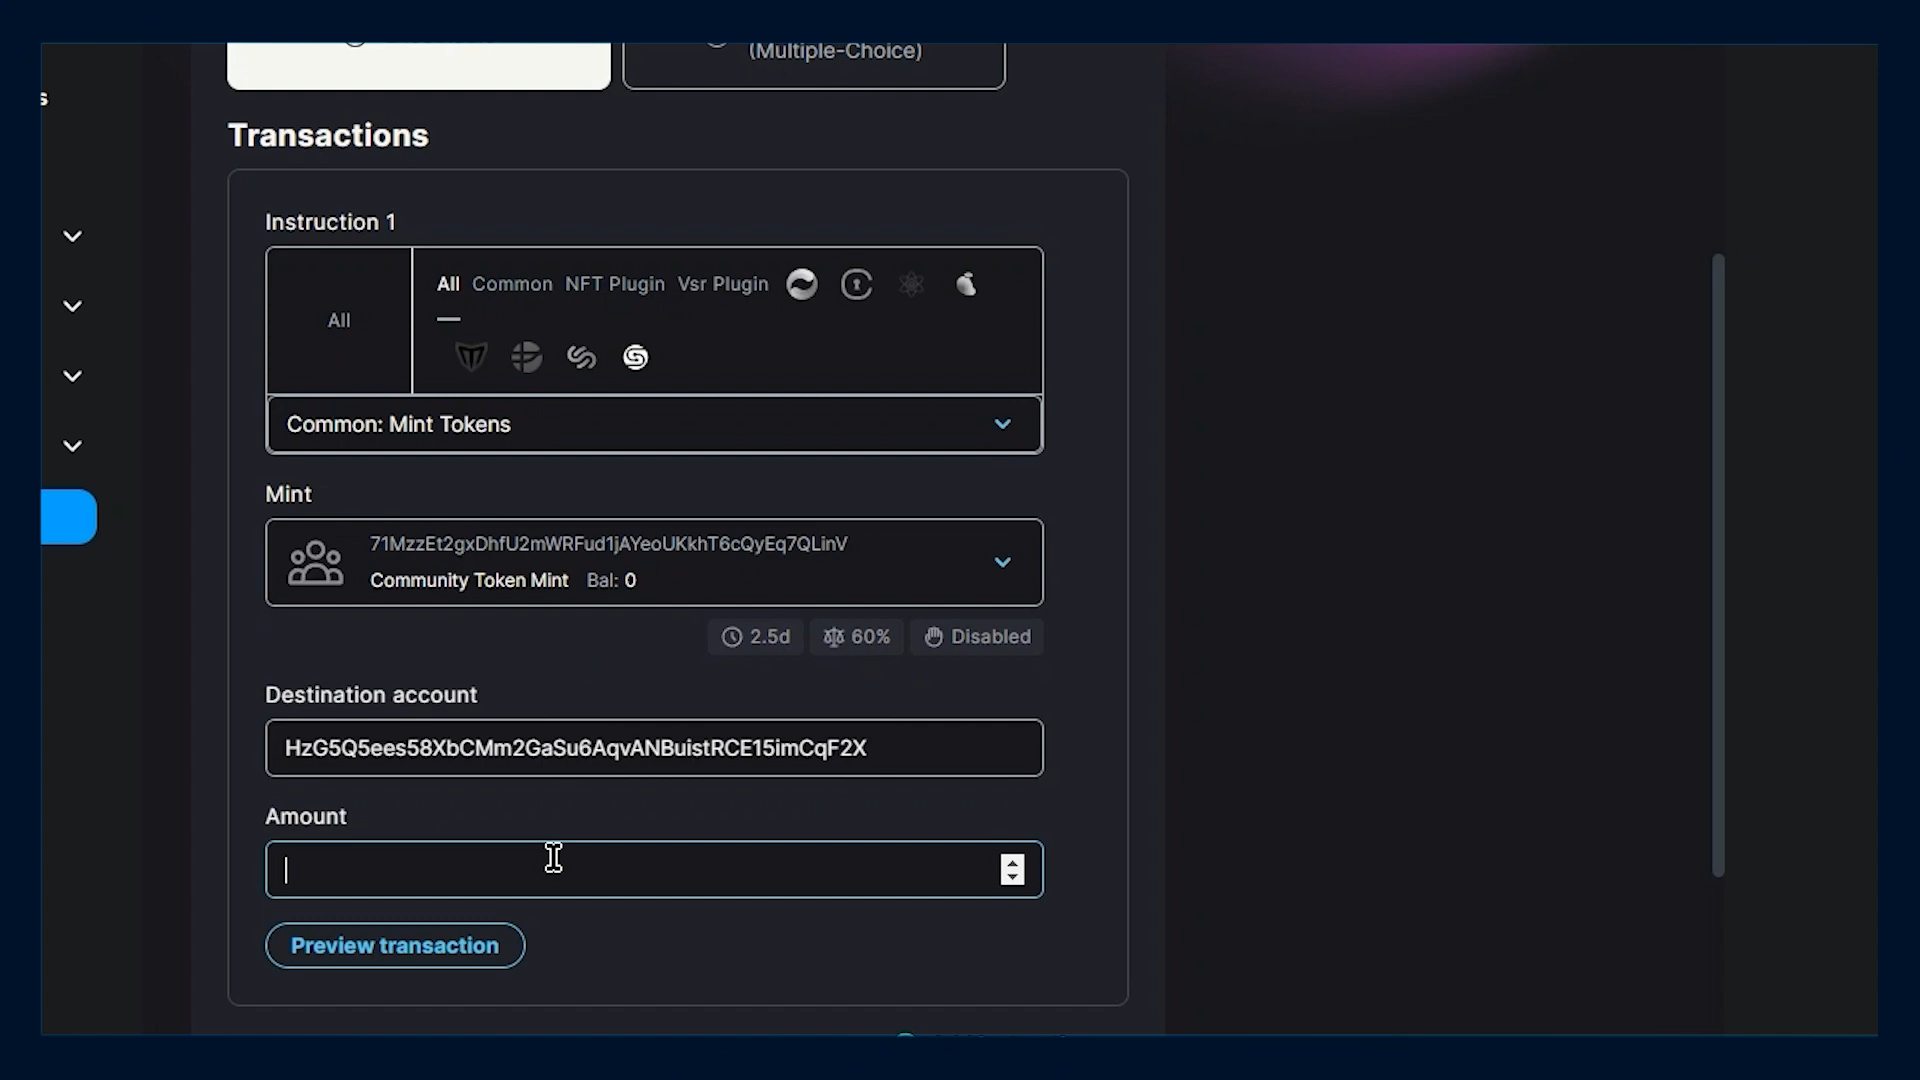 (Multiple-Choice)
s
Transactions
Instruction 1
All
All Common NFT Plugin Vsr Plugin
Common: Mint Tokens
Mint
71MzzEt2gxDhfU2mWRFud1jAYeoUKkhT6cQyEq7QLinV
Community Token Mint Bal: 0
2.5d 60% Disabled
Destination account
HzG5Q5ees58XbCMm2GaSu6AqvANBuistRCE15imCqF2X
Amount
Preview transaction